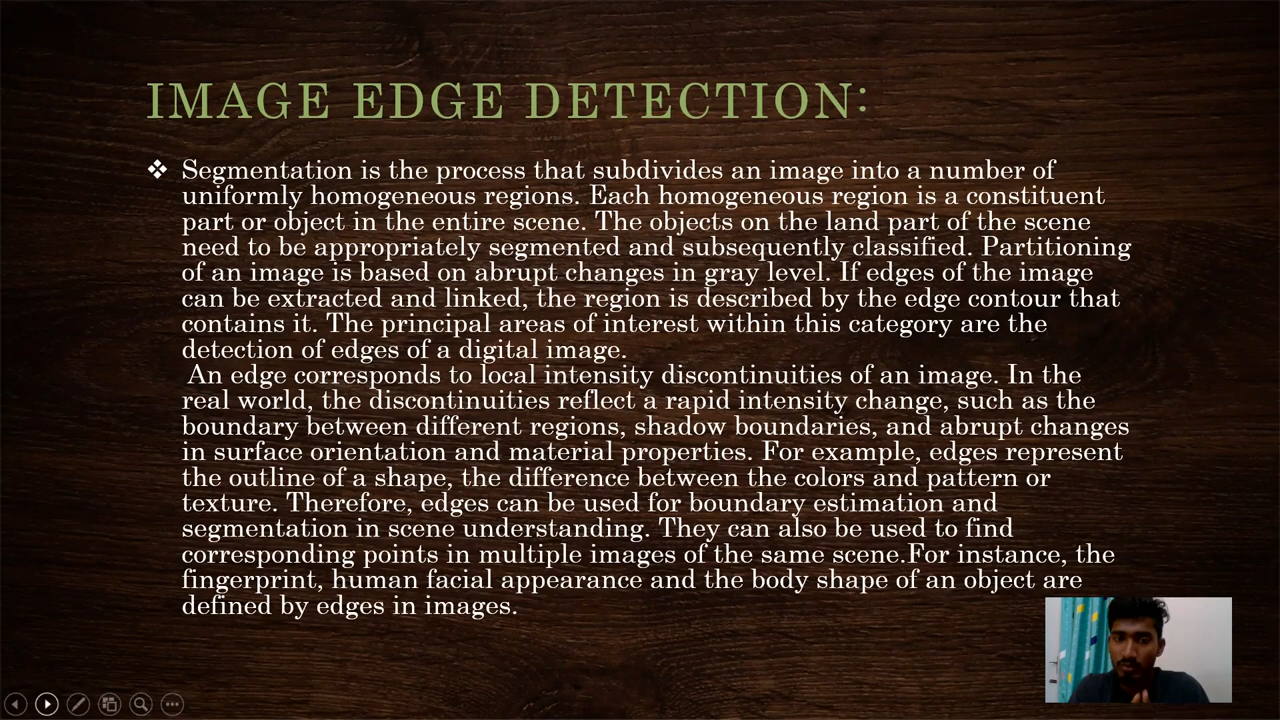 IMAGE EDGE DETECTION:
❖ Segmentation is the process that subdivides an image into a number of
uniformly homogeneous regions. Each homogeneous region is a constituent
part or object in the entire scene. The objects on the land part of the scene
need to be appropriately segmented and subsequently classified. Partitioning
of an image is based on abrupt changes in gray level. If edges of the image
can be extracted and linked, the region is described by the edge contour that
contains it. The principal areas of interest within this category are the
detection of edges of a digital image.
An edge corresponds to local intensity discontinuities of an image. In the
real world, the discontinuities reflect a rapid intensity change, such as the
boundary between different regions, shadow boundaries, and abrupt changes
in surface orientation and material properties. For example, edges represent
the outline of a shape, the difference between the colors and pattern or
texture. Therefore, edges can be used for boundary estimation and
segmentation in scene understanding. They can also be used to find
corresponding points in multiple images of the same scene.For instance, the
fingerprint, human facial appearance and the body shape of an object are
defined by edges in images.